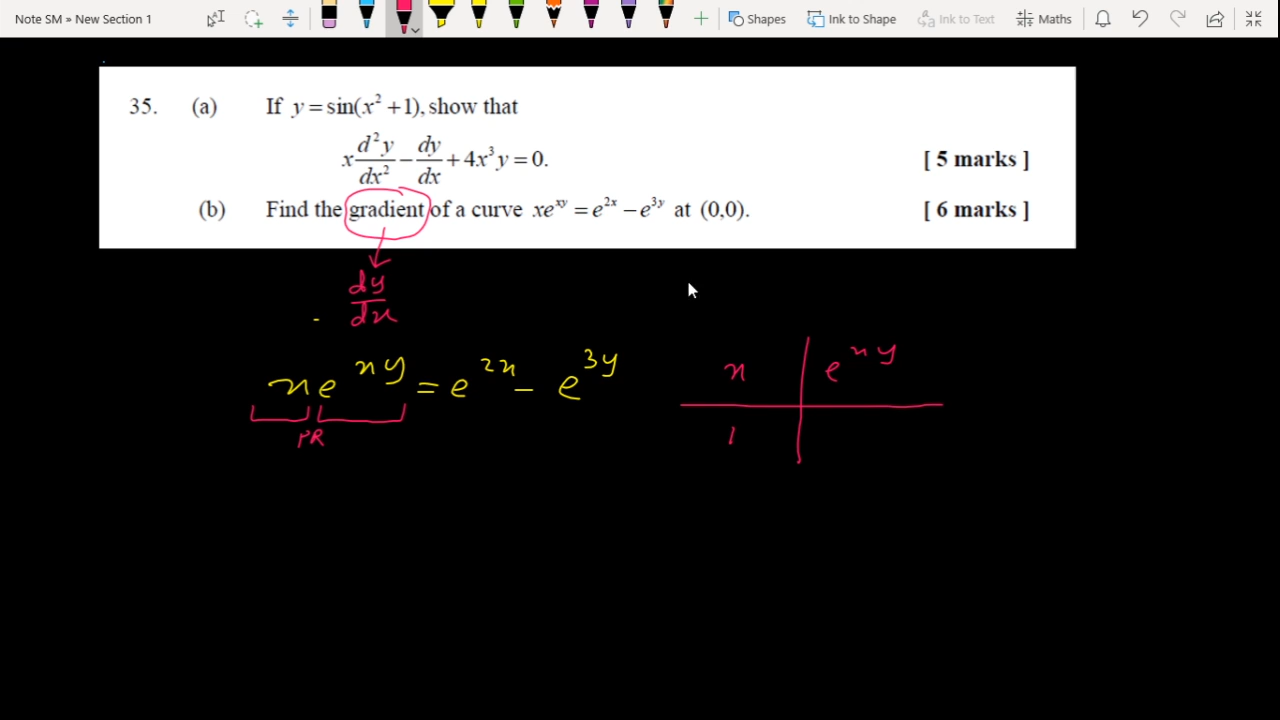 Note SM » New Section 1 Shapes Ink to Shape Ink to Text Maths
35. (a) If y = sin(x² + 1), show that
x d²y/dx² − dy/dx + 4x³y = 0. [ 5 marks ]
(b) Find the gradient of a curve xe^{xy} = e^{2x} − e^{3y} at (0,0). [ 6 marks ]
dy/dx
xe^{xy} = e^{2x} − e^{3y}
PR
x | e^{xy}
1